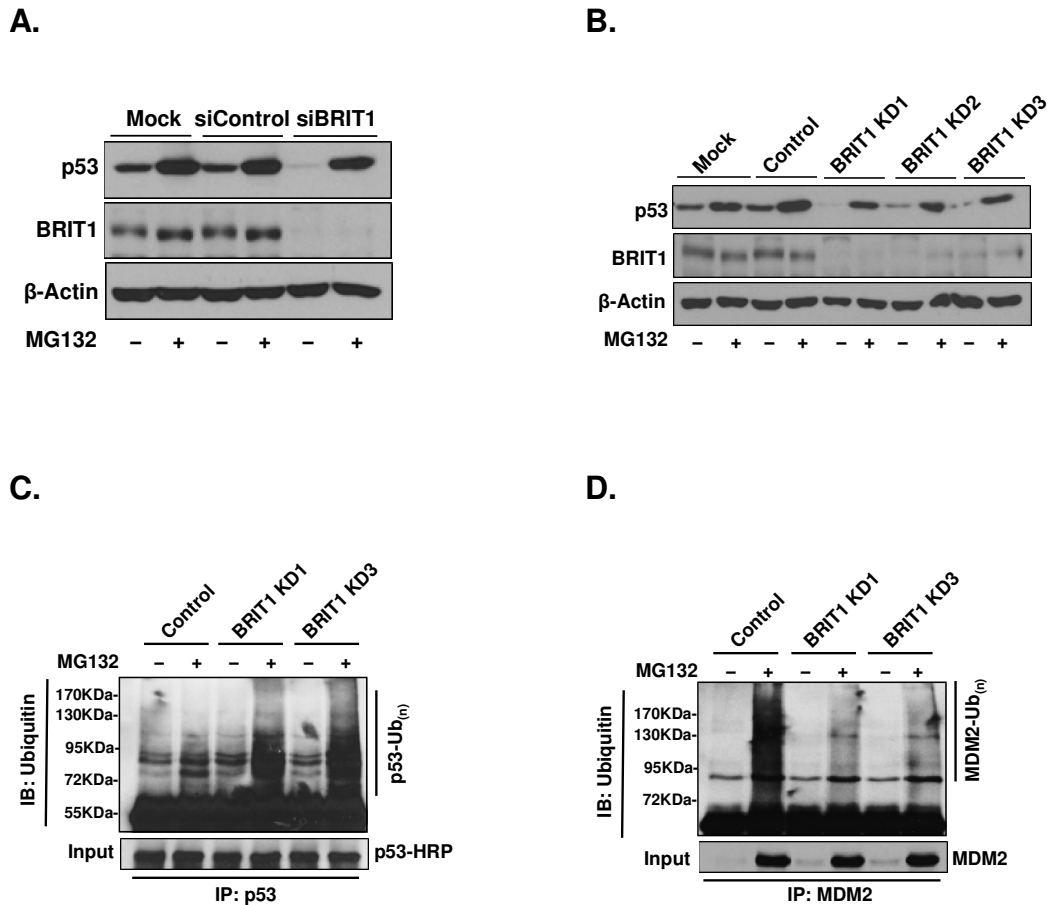 A.
Mock siControl siBRIT1
p53
BRIT1
β-Actin
MG132 – + – + – +
B.
Mock Control BRIT1 KD1 BRIT1 KD2 BRIT1 KD3
p53
BRIT1
β-Actin
MG132 – + – + – + – + – +
C.
Control BRIT1 KD1 BRIT1 KD3
MG132 – + – + – +
IB: Ubiquitin
170KDa-
130KDa-
95KDa-
72KDa-
55KDa-
p53-Ub(n)
Input p53-HRP
IP: p53
D.
Control BRIT1 KD1 BRIT1 KD3
MG132 – + – + – +
IB: Ubiquitin
170KDa-
130KDa-
95KDa-
72KDa-
MDM2-Ub(n)
Input MDM2
IP: MDM2